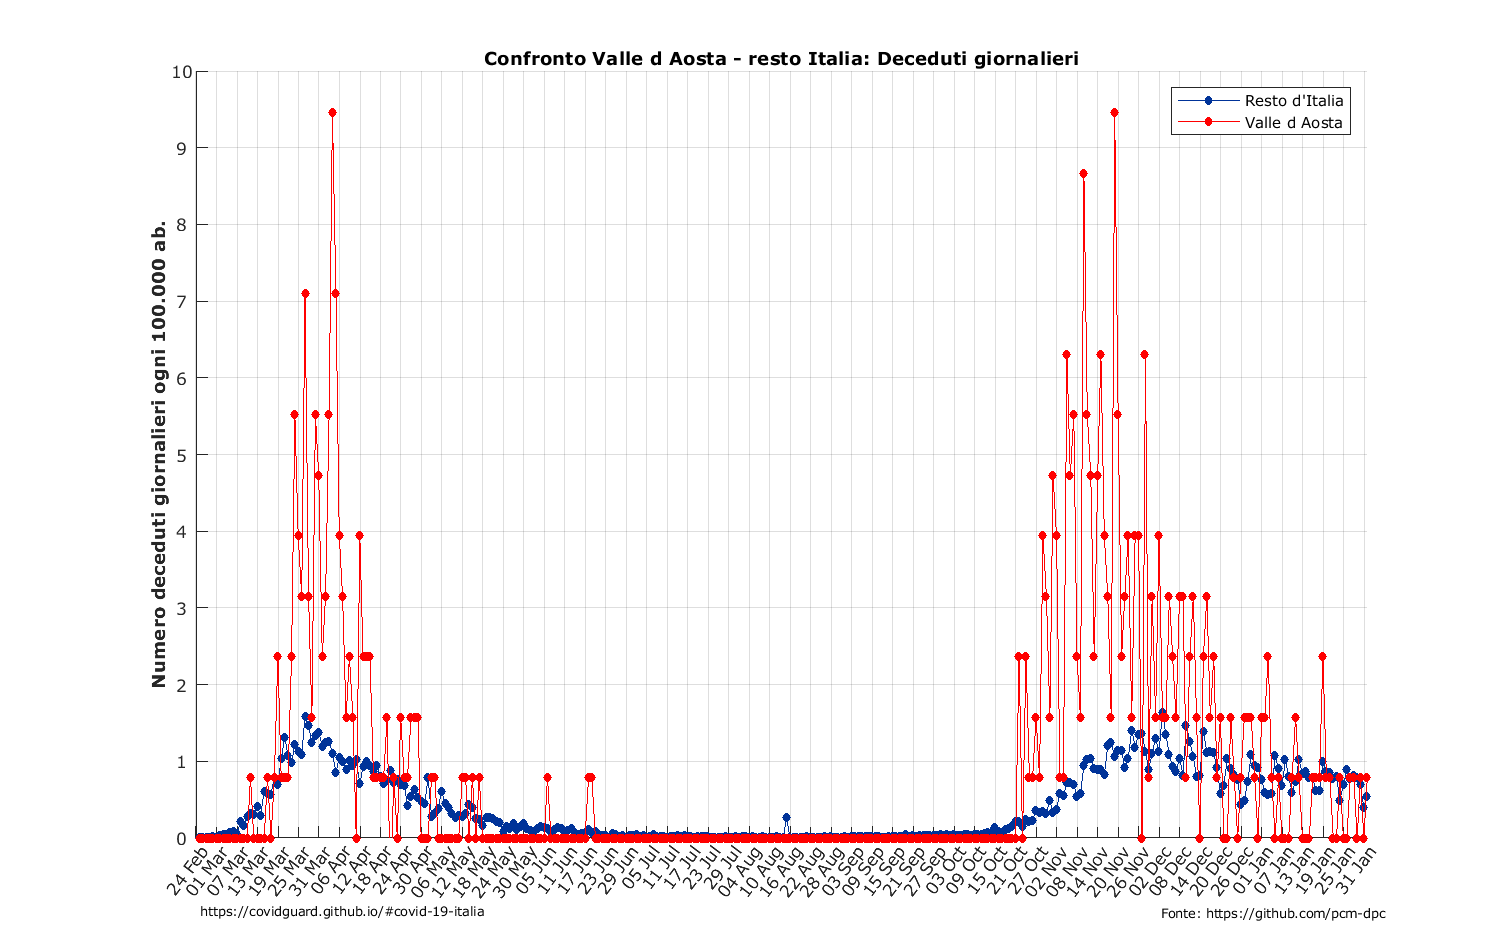 Confronto Valle d Aosta - resto Italia: Deceduti giornalieri
Resto d'Italia
Valle d Aosta
Numero deceduti giornalieri ogni 100.000 ab.
10
9
8
7
6
5
4
3
2
1
0
24 Feb
01 Mar
07 Mar
13 Mar
19 Mar
25 Mar
31 Mar
06 Apr
12 Apr
18 Apr
24 Apr
30 Apr
06 May
12 May
18 May
24 May
30 May
05 Jun
11 Jun
17 Jun
23 Jun
29 Jun
05 Jul
11 Jul
17 Jul
23 Jul
29 Jul
04 Aug
10 Aug
16 Aug
22 Aug
28 Aug
03 Sep
09 Sep
15 Sep
21 Sep
27 Sep
03 Oct
09 Oct
15 Oct
21 Oct
27 Oct
02 Nov
08 Nov
14 Nov
20 Nov
26 Nov
02 Dec
08 Dec
14 Dec
20 Dec
26 Dec
01 Jan
07 Jan
13 Jan
19 Jan
25 Jan
31 Jan
https://covidguard.github.io/#covid-19-italia
Fonte: https://github.com/pcm-dpc